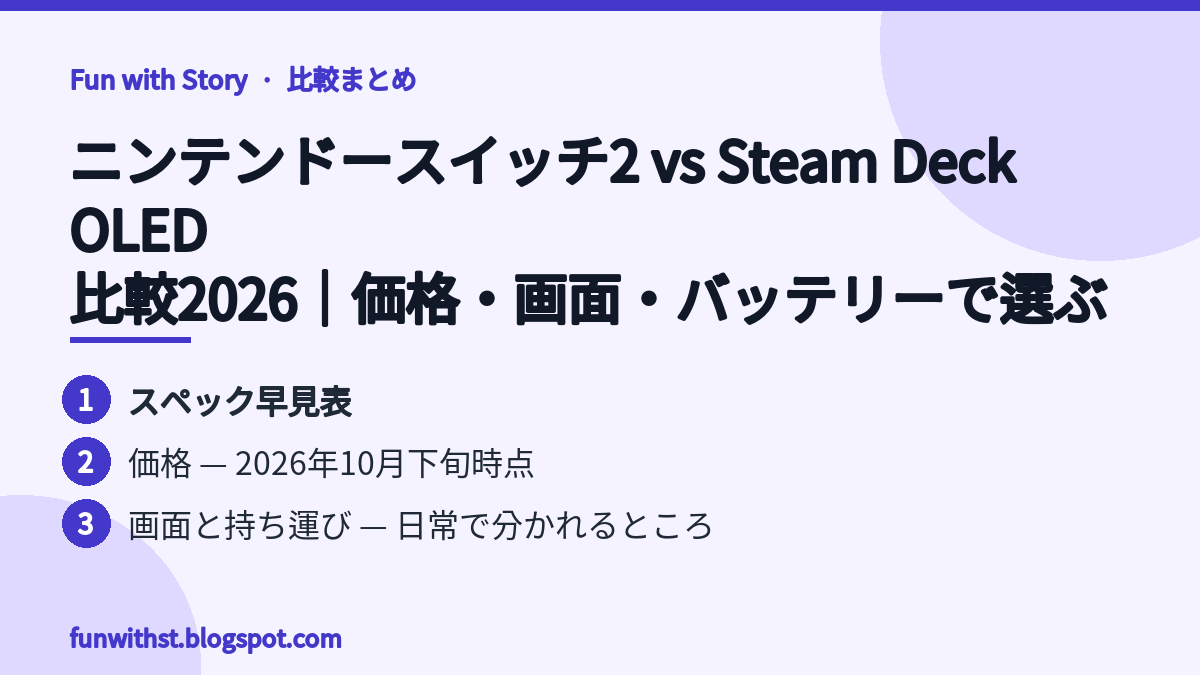 Fun with Story ・ 比較まとめ
ニンテンドースイッチ2 vs Steam Deck
OLED
比較2026｜価格・画面・バッテリーで選ぶ
1 スペック早見表
2 価格 — 2026年10月下旬時点
3 画面と持ち運び — 日常で分かれるところ
funwithst.blogspot.com